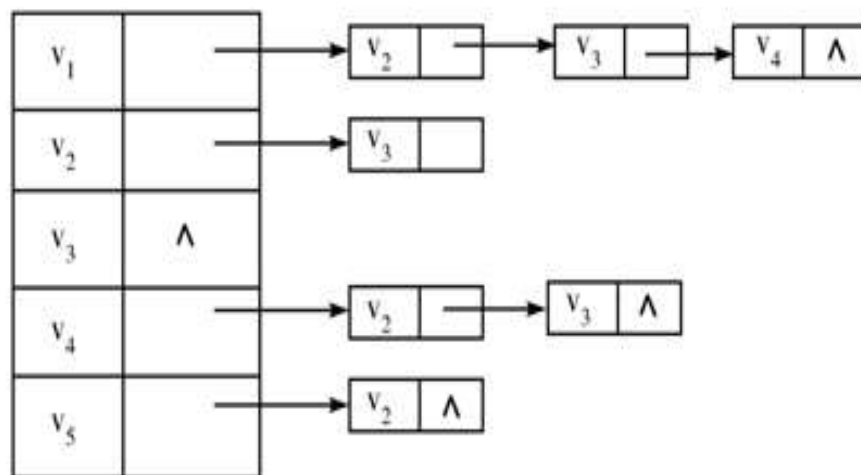 V₁ V₂ V₃ V₄ ∧
V₂ V₃
V₃ ∧
V₄ V₂ V₃ ∧
V₅ V₂ ∧